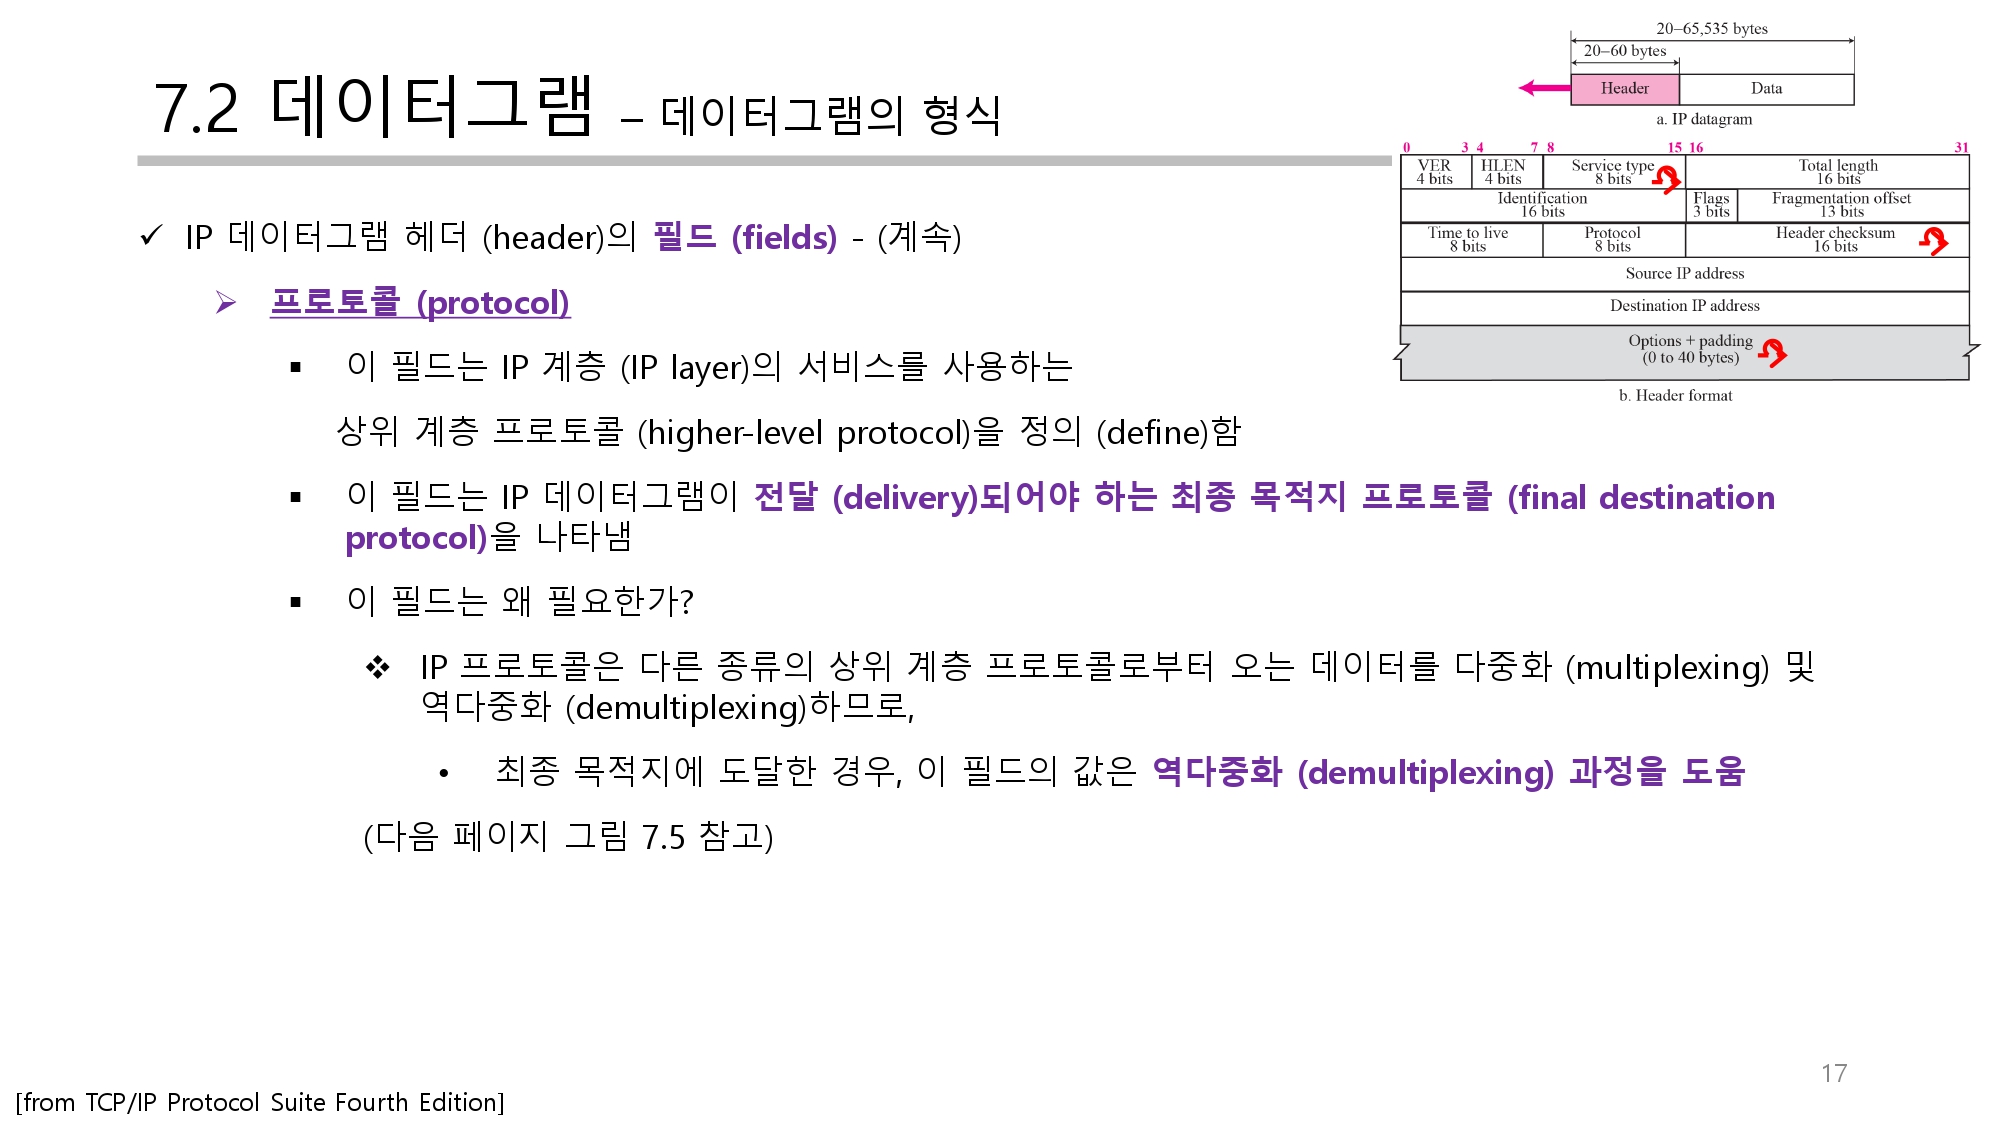 7.2 데이터그램 – 데이터그램의 형식
20–65,535 bytes
20–60 bytes
Header
Data
a. IP datagram
0 3 4 7 8 15 16 31
VER
4 bits
HLEN
4 bits
Service type
8 bits
Total length
16 bits
Identification
16 bits
Flags
3 bits
Fragmentation offset
13 bits
Time to live
8 bits
Protocol
8 bits
Header checksum
16 bits
Source IP address
Destination IP address
Options + padding
(0 to 40 bytes)
b. Header format
✓ IP 데이터그램 헤더 (header)의 필드 (fields) - (계속)
➢ 프로토콜 (protocol)
▪ 이 필드는 IP 계층 (IP layer)의 서비스를 사용하는
상위 계층 프로토콜 (higher-level protocol)을 정의 (define)함
▪ 이 필드는 IP 데이터그램이 전달 (delivery)되어야 하는 최종 목적지 프로토콜 (final destination
protocol)을 나타냄
▪ 이 필드는 왜 필요한가?
❖ IP 프로토콜은 다른 종류의 상위 계층 프로토콜로부터 오는 데이터를 다중화 (multiplexing) 및
역다중화 (demultiplexing)하므로,
• 최종 목적지에 도달한 경우, 이 필드의 값은 역다중화 (demultiplexing) 과정을 도움
(다음 페이지 그림 7.5 참고)
17
[from TCP/IP Protocol Suite Fourth Edition]